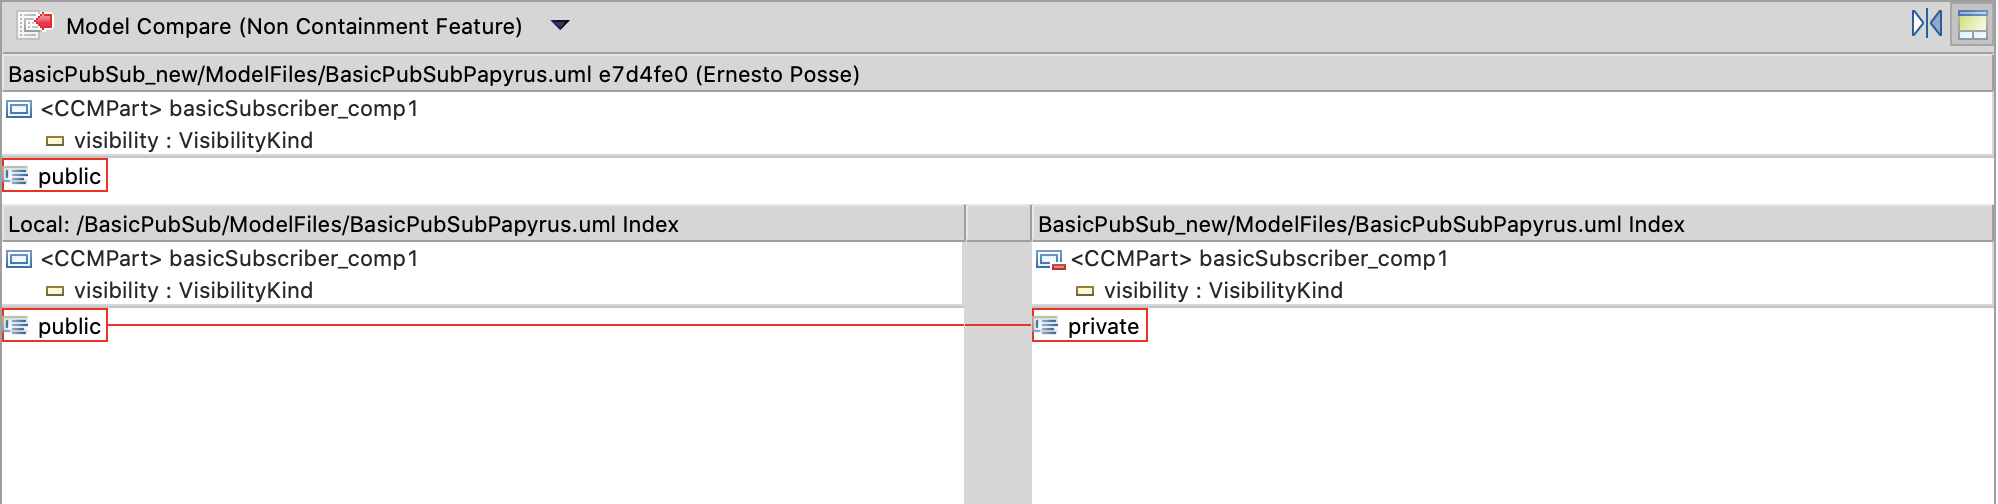 Model Compare (Non Containment Feature)
BasicPubSub_new/ModelFiles/BasicPubSubPapyrus.uml e7d4fe0 (Ernesto Posse)
<CCMPart> basicSubscriber_comp1
visibility : VisibilityKind
public
Local: /BasicPubSub/ModelFiles/BasicPubSubPapyrus.uml Index
<CCMPart> basicSubscriber_comp1
visibility : VisibilityKind
public
BasicPubSub_new/ModelFiles/BasicPubSubPapyrus.uml Index
<CCMPart> basicSubscriber_comp1
visibility : VisibilityKind
private